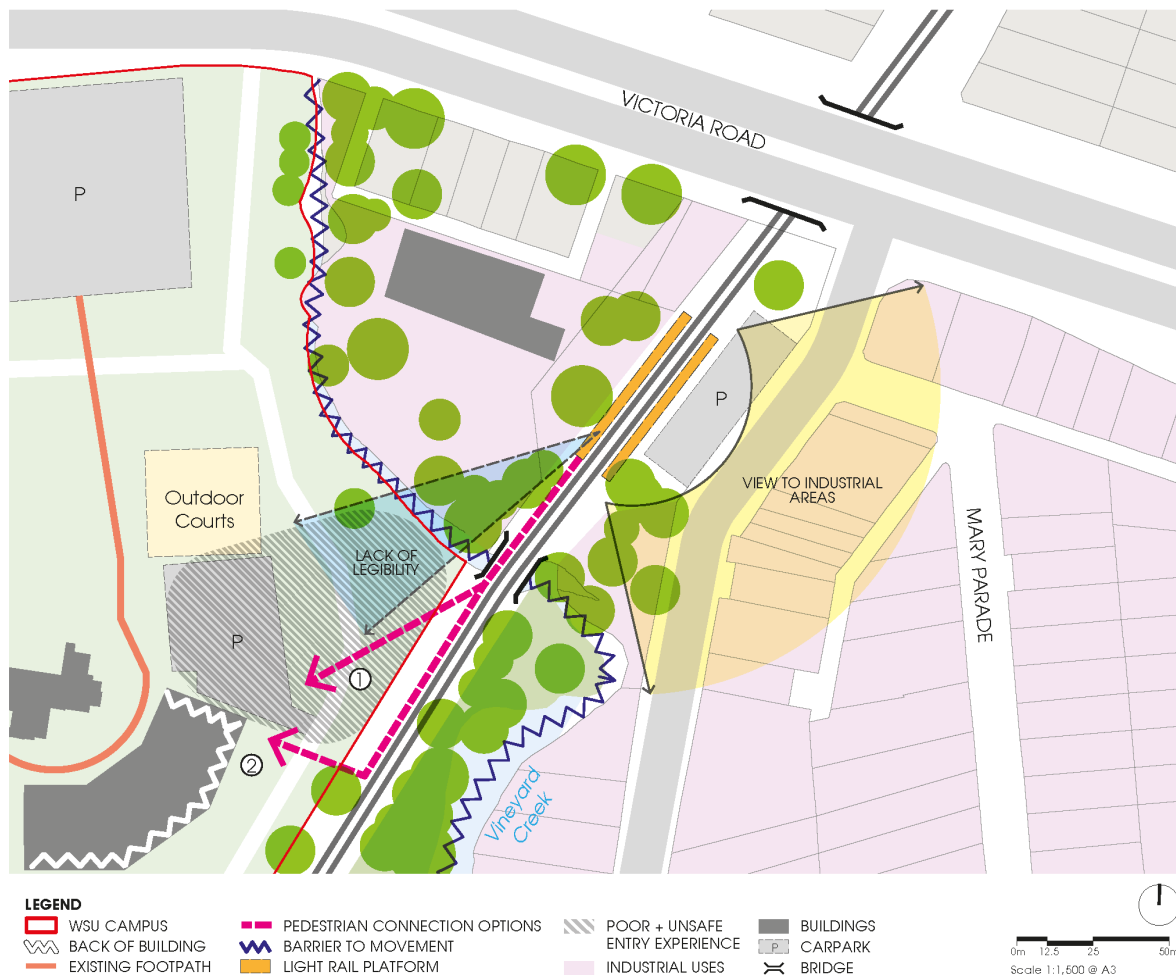 VICTORIA ROAD
P
P
Outdoor
Courts
VIEW TO INDUSTRIAL
AREAS
LACK OF
LEGIBILITY
MARY PARADE
P
1
2
Vineyard
Creek
LEGEND
WSU CAMPUS
BACK OF BUILDING
EXISTING FOOTPATH
PEDESTRIAN CONNECTION OPTIONS
BARRIER TO MOVEMENT
LIGHT RAIL PLATFORM
POOR + UNSAFE
ENTRY EXPERIENCE
INDUSTRIAL USES
BUILDINGS
P CARPARK
BRIDGE
0m 12.5 25 50m
Scale 1:1,500 @ A3